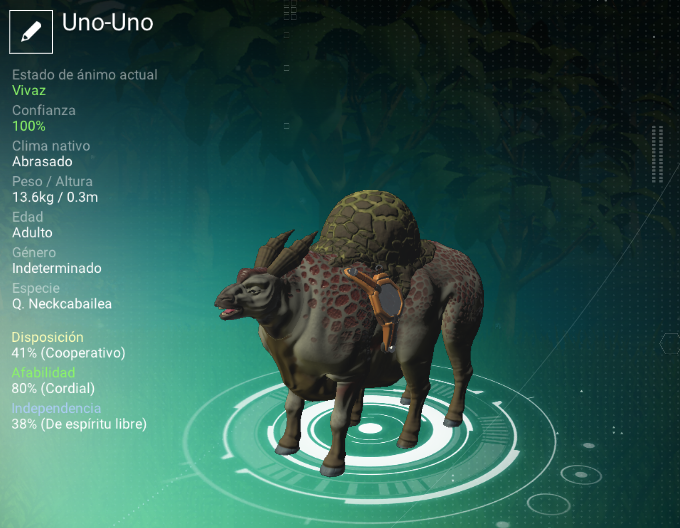 Uno-Uno
Estado de ánimo actual
Vivaz
Confianza
100%
Clima nativo
Abrasado
Peso / Altura
13.6kg / 0.3m
Edad
Adulto
Género
Indeterminado
Especie
Q. Neckcabailea
Disposición
41% (Cooperativo)
Afabilidad
80% (Cordial)
Independencia
38% (De espíritu libre)